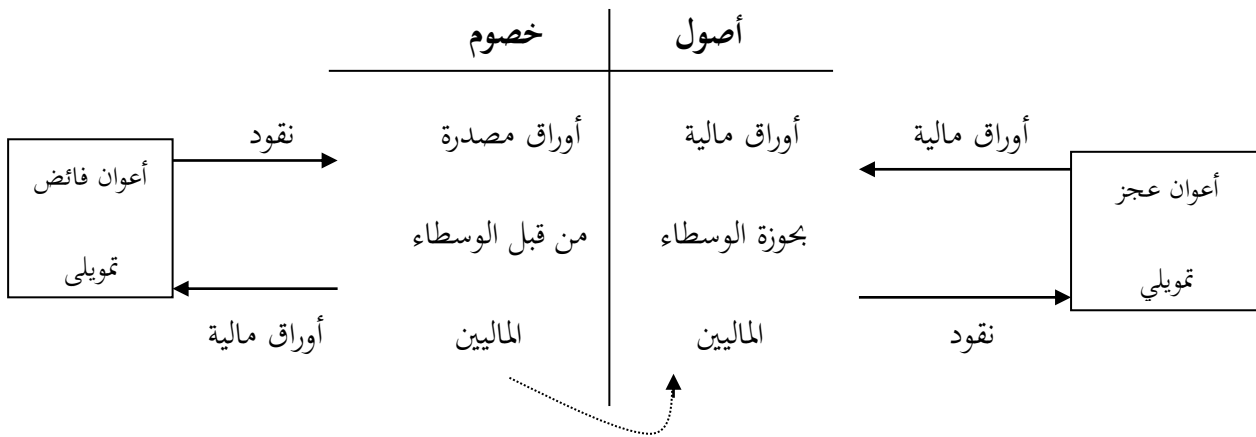 أصول
خصوم
أوراق مالية
أوراق مالية
أوراق مصدرة
نقود
أعوان عجز
أعوان فائض
بحوزة الوسطاء
من قبل الوسطاء
تمويلي
تمويلى
نقود
الماليين
الماليين
أوراق مالية